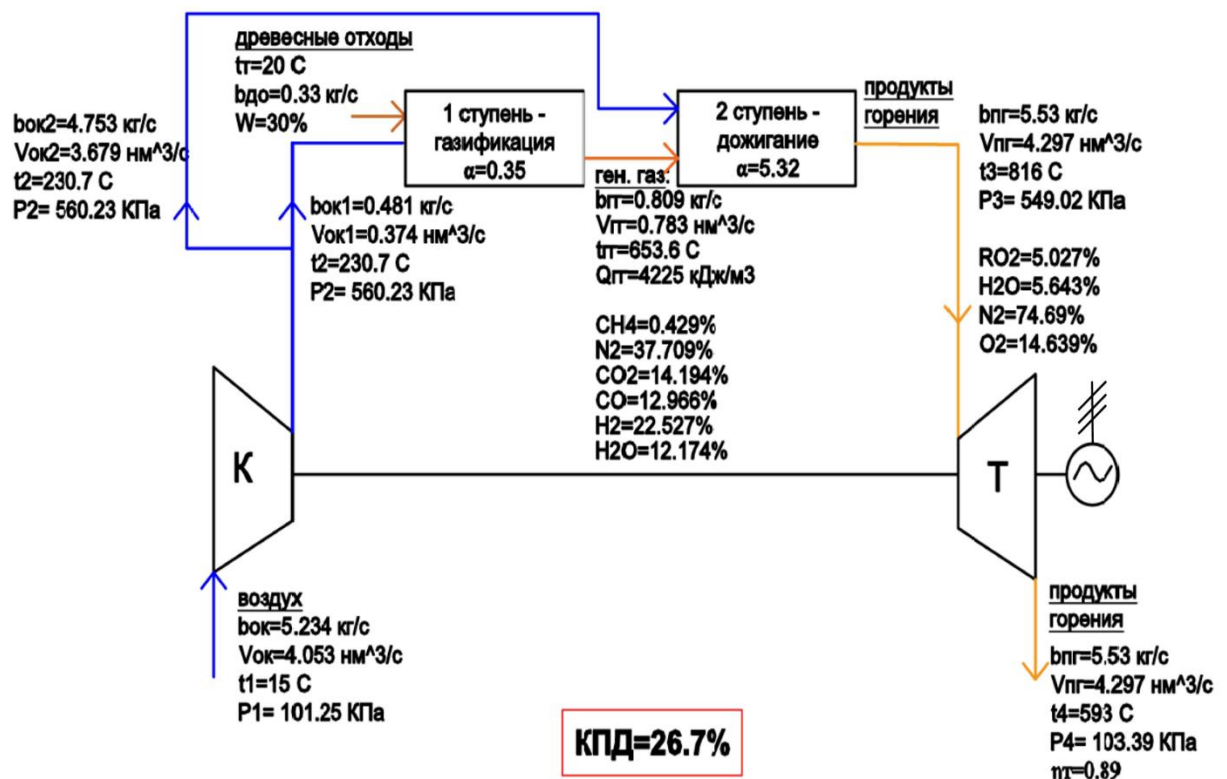 древесные отходы
tт=20 С
bдо=0.33 кг/с
W=30%
1 ступень -
газификация
α=0.35
2 ступень -
дожигание
α=5.32
продукты
горения
bпг=5.53 кг/с
Vпг=4.297 нм^3/с
t3=816 С
P3= 549.02 КПа
RO2=5.027%
H2O=5.643%
N2=74.69%
O2=14.639%
bок2=4.753 кг/с
Vок2=3.679 нм^3/с
t2=230.7 С
P2= 560.23 КПа
bок1=0.481 кг/с
Vок1=0.374 нм^3/с
t2=230.7 С
P2= 560.23 КПа
ген. газ:
bгг=0.809 кг/с
Vгг=0.783 нм^3/с
tгг=653.6 С
Qгг=4225 кДж/м3
CH4=0.429%
N2=37.709%
CO2=14.194%
CO=12.966%
H2=22.527%
H2O=12.174%
К
Т
воздух
bок=5.234 кг/с
Vок=4.053 нм^3/с
t1=15 С
P1= 101.25 КПа
КПД=26.7%
продукты
горения
bпг=5.53 кг/с
Vпг=4.297 нм^3/с
t4=593 С
P4= 103.39 КПа
ηт=0.89